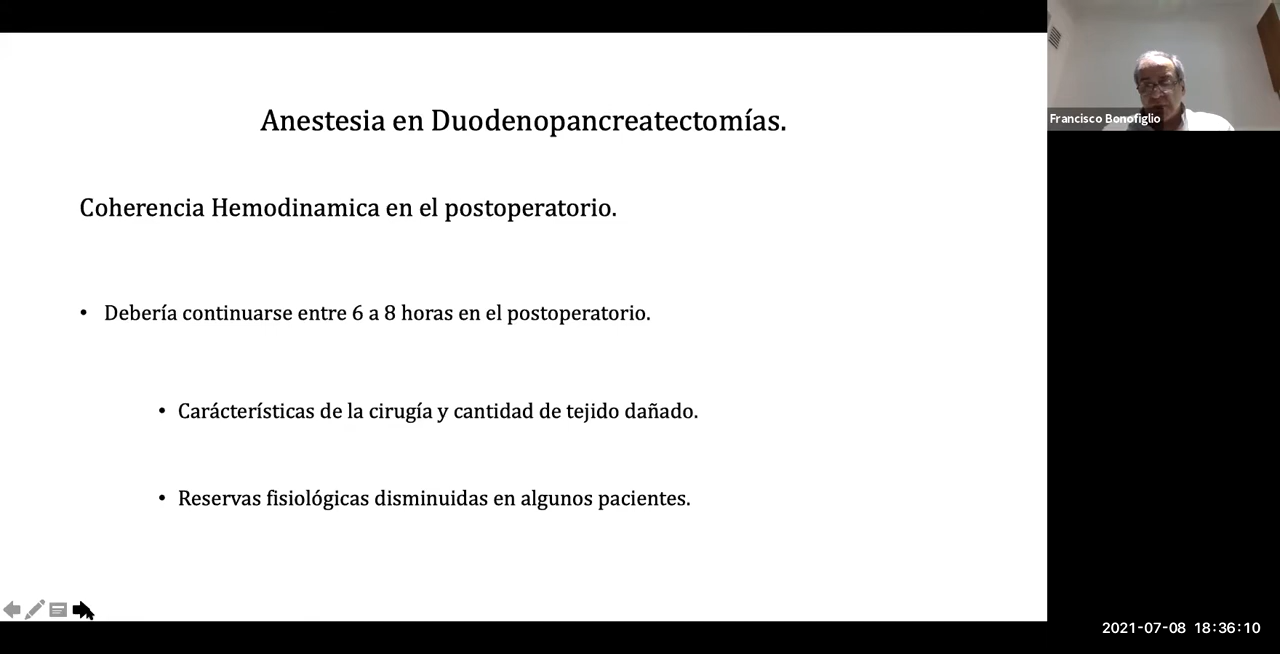 Anestesia en Duodenopancreatectomías.
Coherencia Hemodinamica en el postoperatorio.
• Debería continuarse entre 6 a 8 horas en el postoperatorio.
• Carácterísticas de la cirugía y cantidad de tejido dañado.
• Reservas fisiológicas disminuidas en algunos pacientes.
Francisco Bonofiglio
2021-07-08 18:36:10